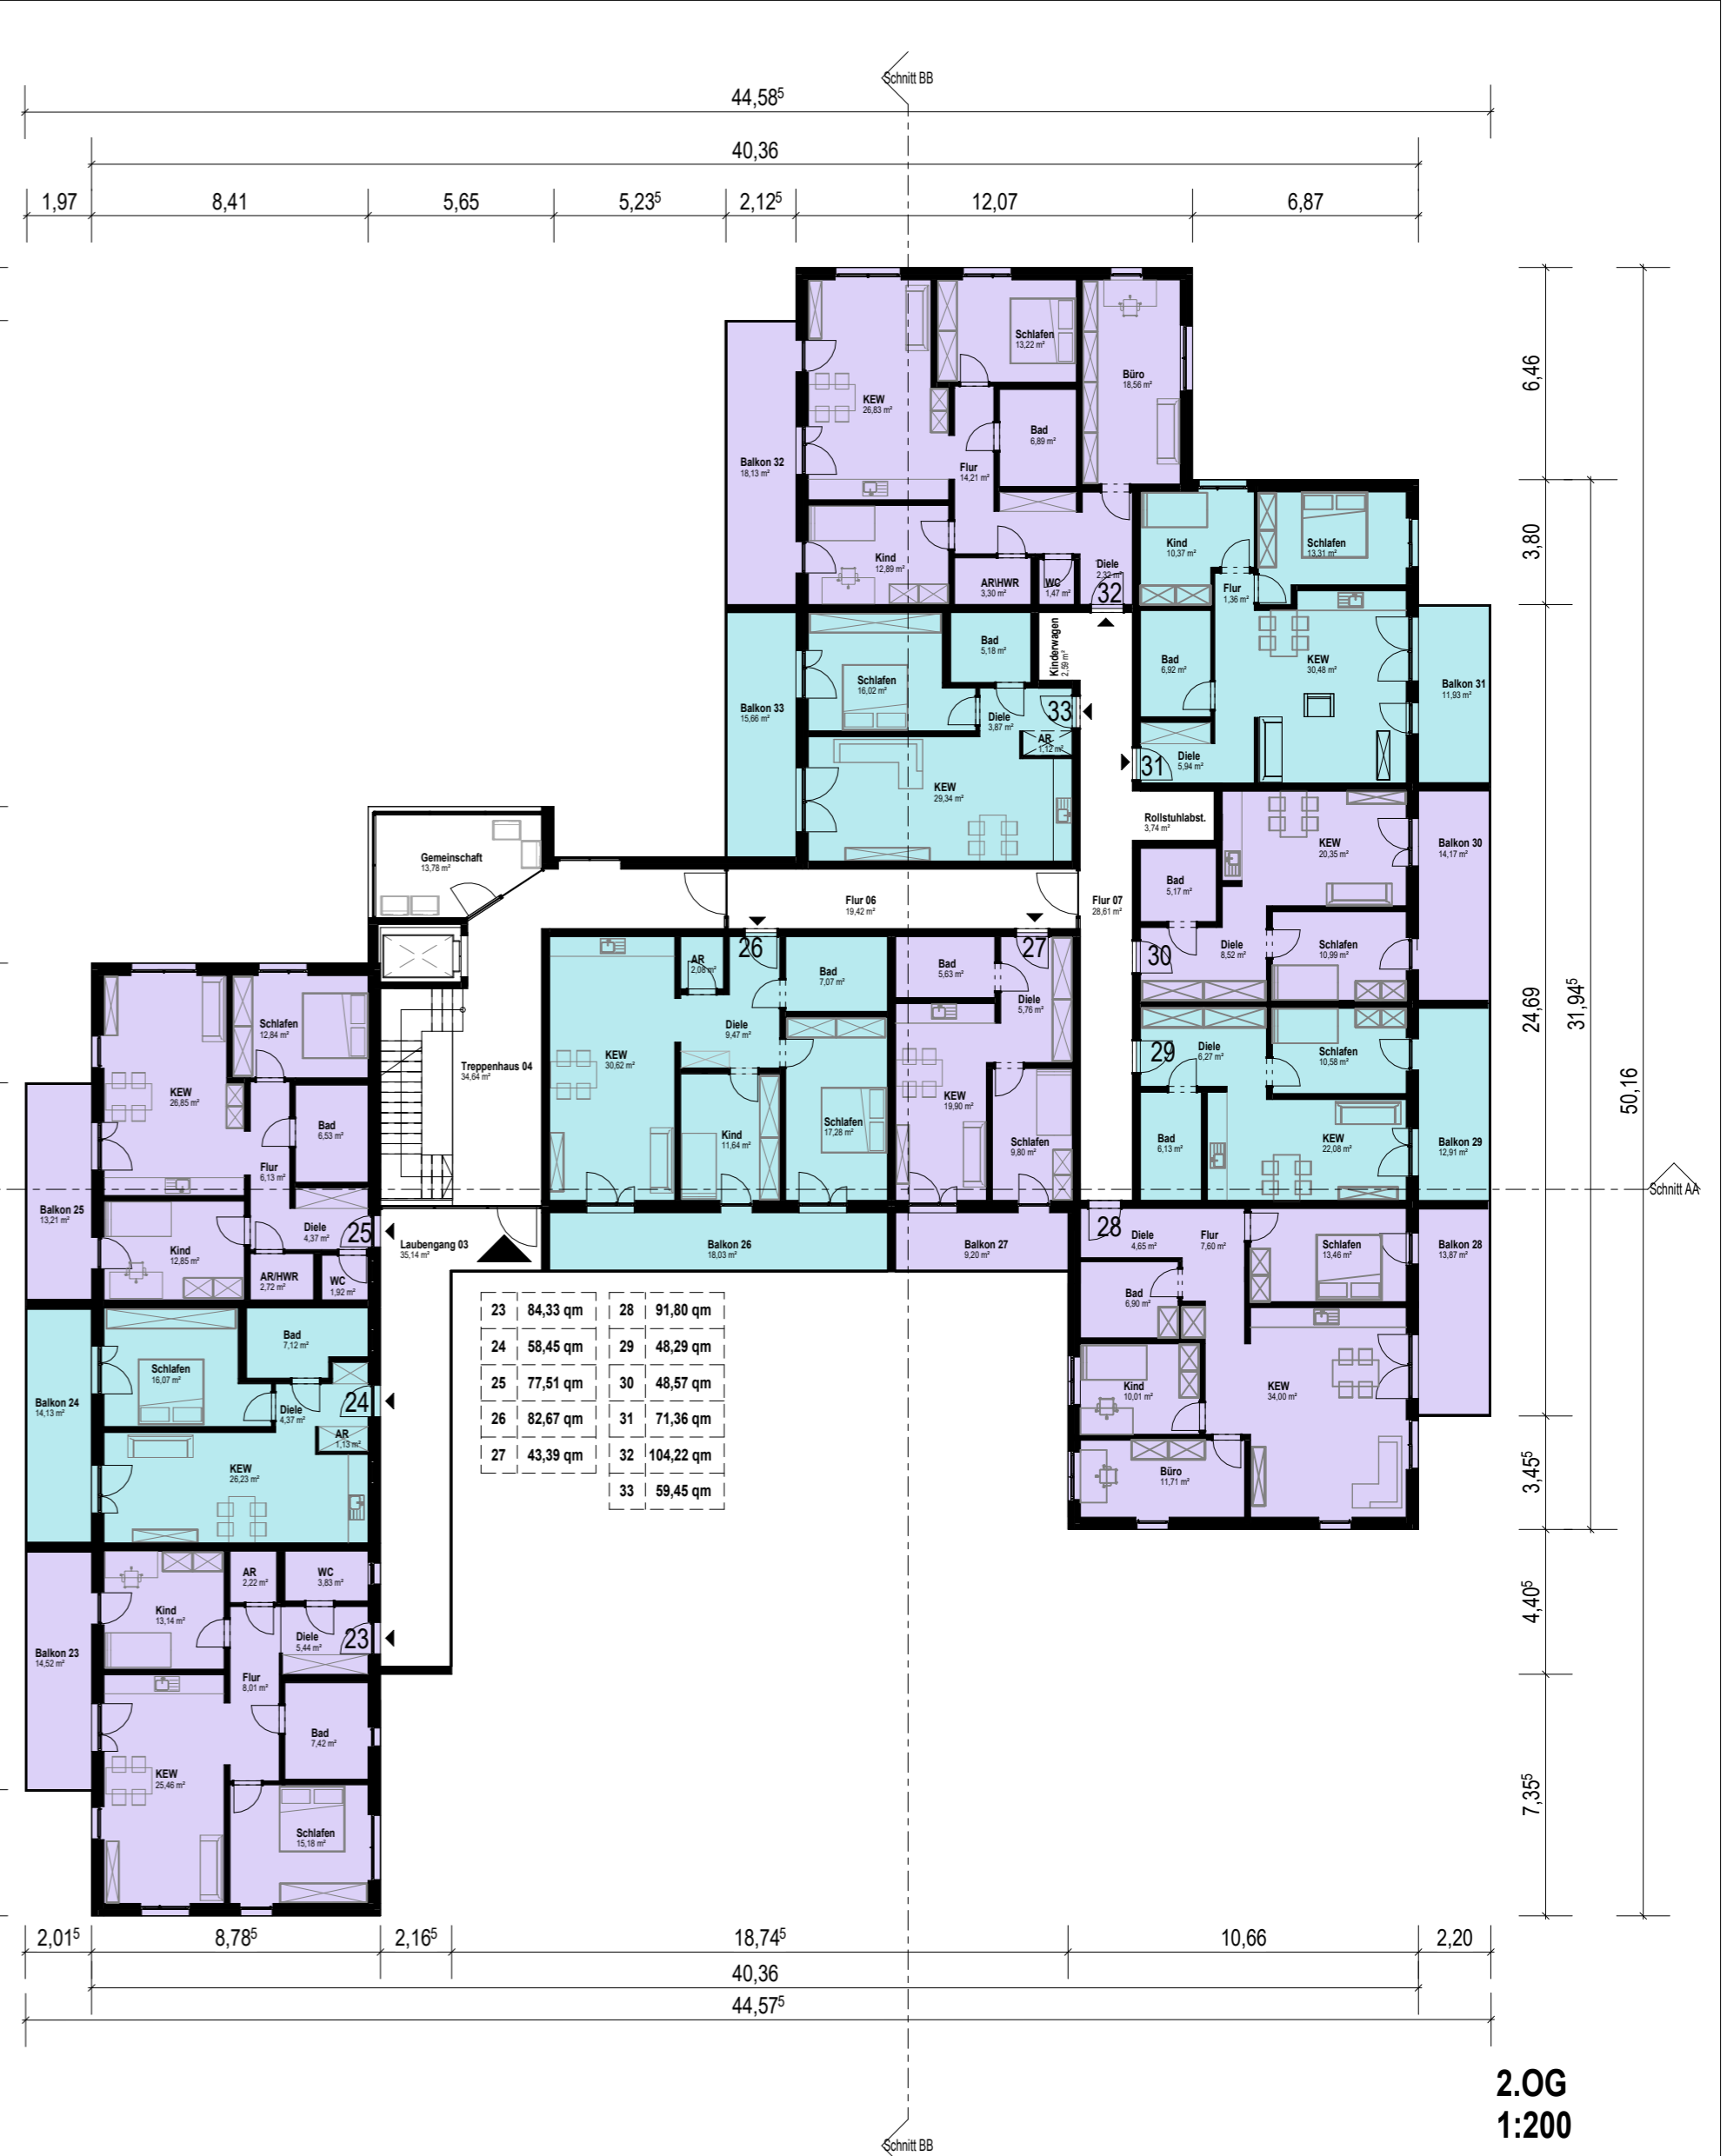 Schnitt BB
44,58⁵
40,36
1,97
8,41
5,65
5,23⁵
2,12⁵
12,07
6,87
Schlafen
13,22 m²
Büro
18,56 m²
KEW
26,83 m²
Bad
6,89 m²
Balkon 32
18,13 m²
Flur
14,21 m²
Kind
12,89 m²
AR\HWR
3,30 m²
WC
1,47 m²
Diele
2,32 m²
32
Kind
10,37 m²
Schlafen
13,31 m²
Flur
1,36 m²
Bad
6,92 m²
KEW
30,48 m²
Balkon 31
11,93 m²
Diele
5,94 m²
31
Kinderwagen
2,59 m²
Bad
5,18 m²
Schlafen
16,02 m²
Balkon 33
15,66 m²
Diele
3,87 m²
33
AR
1,12 m²
KEW
29,34 m²
Rollstuhlabst.
3,74 m²
KEW
20,35 m²
Balkon 30
14,17 m²
Bad
5,17 m²
Diele
8,52 m²
30
Schlafen
10,99 m²
Gemeinschaft
13,78 m²
Flur 06
19,42 m²
Flur 07
28,61 m²
26
27
AR
2,08 m²
Bad
7,07 m²
Diele
9,47 m²
KEW
30,62 m²
Kind
11,64 m²
Schlafen
17,28 m²
Bad
5,63 m²
Diele
5,76 m²
KEW
19,90 m²
Schlafen
9,80 m²
29
Diele
6,27 m²
Schlafen
10,58 m²
Bad
6,13 m²
KEW
22,08 m²
Balkon 29
12,91 m²
Treppenhaus 04
34,64 m²
Schlafen
12,84 m²
KEW
26,85 m²
Bad
6,53 m²
Flur
6,13 m²
Balkon 25
13,21 m²
Diele
4,37 m²
25
Kind
12,85 m²
AR/HWR
2,72 m²
WC
1,92 m²
Laubengang 03
35,14 m²
Balkon 26
18,03 m²
Balkon 27
9,20 m²
28
Diele
4,65 m²
Flur
7,60 m²
Schlafen
13,46 m²
Balkon 28
13,87 m²
Bad
6,90 m²
Kind
10,01 m²
KEW
34,00 m²
Büro
11,71 m²
23 84,33 qm 28 91,80 qm
24 58,45 qm 29 48,29 qm
25 77,51 qm 30 48,57 qm
26 82,67 qm 31 71,36 qm
27 43,39 qm 32 104,22 qm
33 59,45 qm
Bad
7,12 m²
Schlafen
16,07 m²
Balkon 24
14,13 m²
Diele
4,37 m²
24
AR
1,13 m²
KEW
26,23 m²
AR
2,22 m²
WC
3,83 m²
Kind
13,14 m²
Diele
5,44 m²
23
Balkon 23
14,52 m²
Flur
8,01 m²
Bad
7,42 m²
KEW
25,46 m²
Schlafen
15,18 m²
6,46
3,80
24,69
31,94⁵
50,16
Schnitt AA
3,45⁵
4,40⁵
7,35⁵
2,01⁵
8,78⁵
2,16⁵
18,74⁵
10,66
2,20
40,36
44,57⁵
2.OG
1:200
Schnitt BB